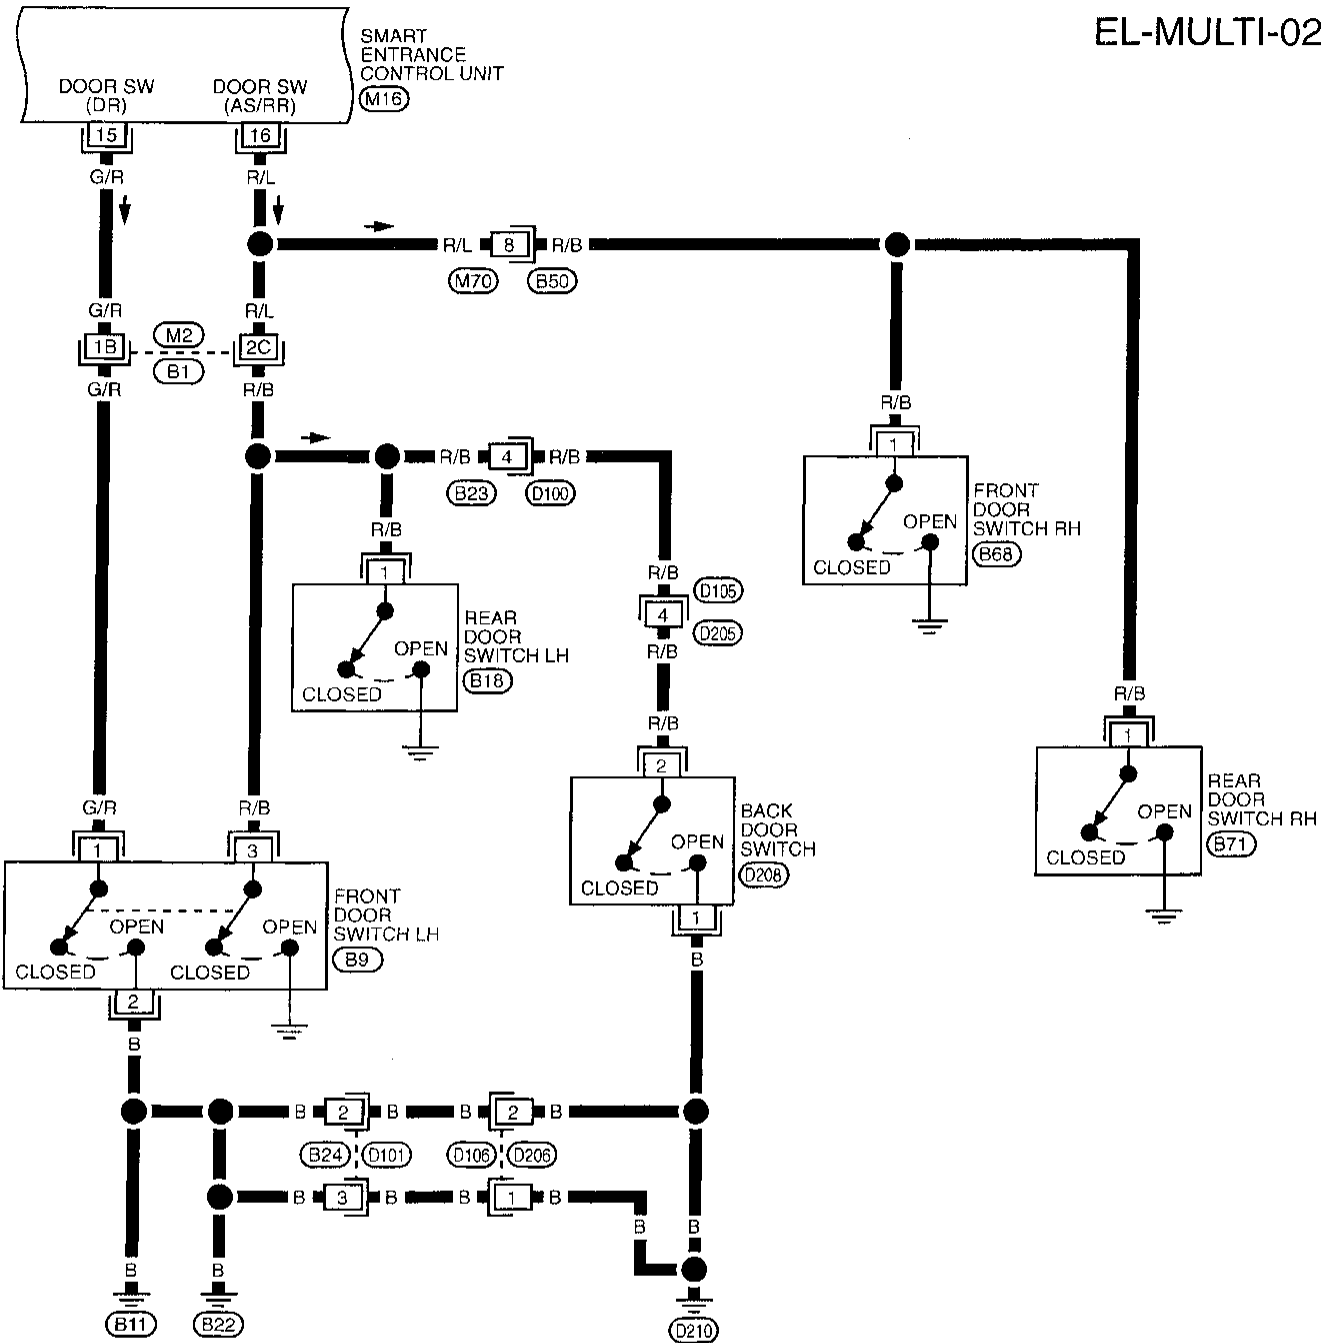 EL-MULTI-02
SMART
ENTRANCE
CONTROL UNIT
M16
DOOR SW
(DR)
DOOR SW
(AS/RR)
15
16
G/R
R/L
R/L
8
R/B
M70
B50
G/R
R/L
1B
M2
B1
2C
G/R
R/B
R/B
4
R/B
B23
D100
R/B
1
FRONT
DOOR
SWITCH RH
B68
OPEN
CLOSED
R/B
1
REAR
DOOR
SWITCH LH
B18
OPEN
CLOSED
R/B
D105
4
D205
R/B
R/B
2
BACK
DOOR
SWITCH
D208
OPEN
CLOSED
1
B
R/B
1
REAR
DOOR
SWITCH RH
B71
OPEN
CLOSED
G/R
R/B
1
3
FRONT
DOOR
SWITCH LH
B9
OPEN
OPEN
CLOSED
CLOSED
2
B
B
2
B
B
2
B
B24
D101
D106
D206
B
3
B
B
1
B
B
B
B
B
B11
B22
D210